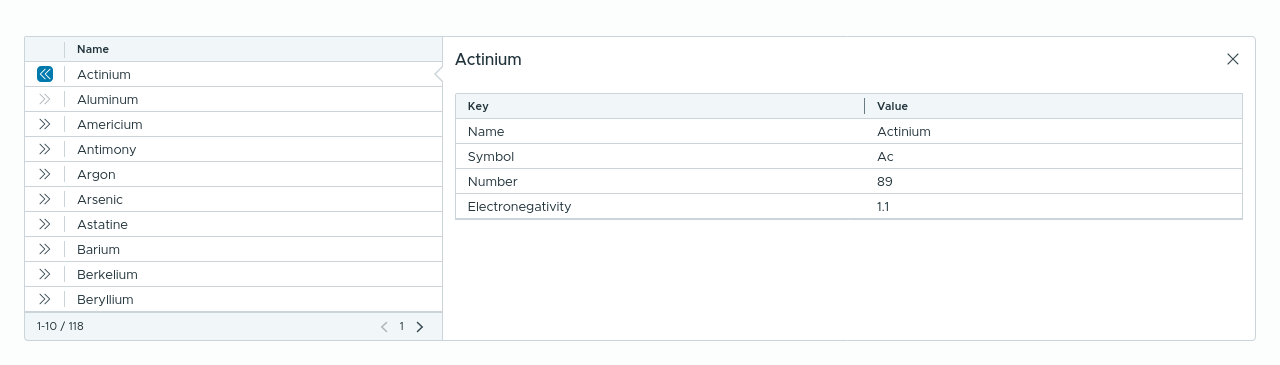 Name
Actinium
Aluminum
Americium
Antimony
Argon
Arsenic
Astatine
Barium
Berkelium
Beryllium
1-10 / 118
1
Actinium
Key Value
Name Actinium
Symbol Ac
Number 89
Electronegativity 1.1